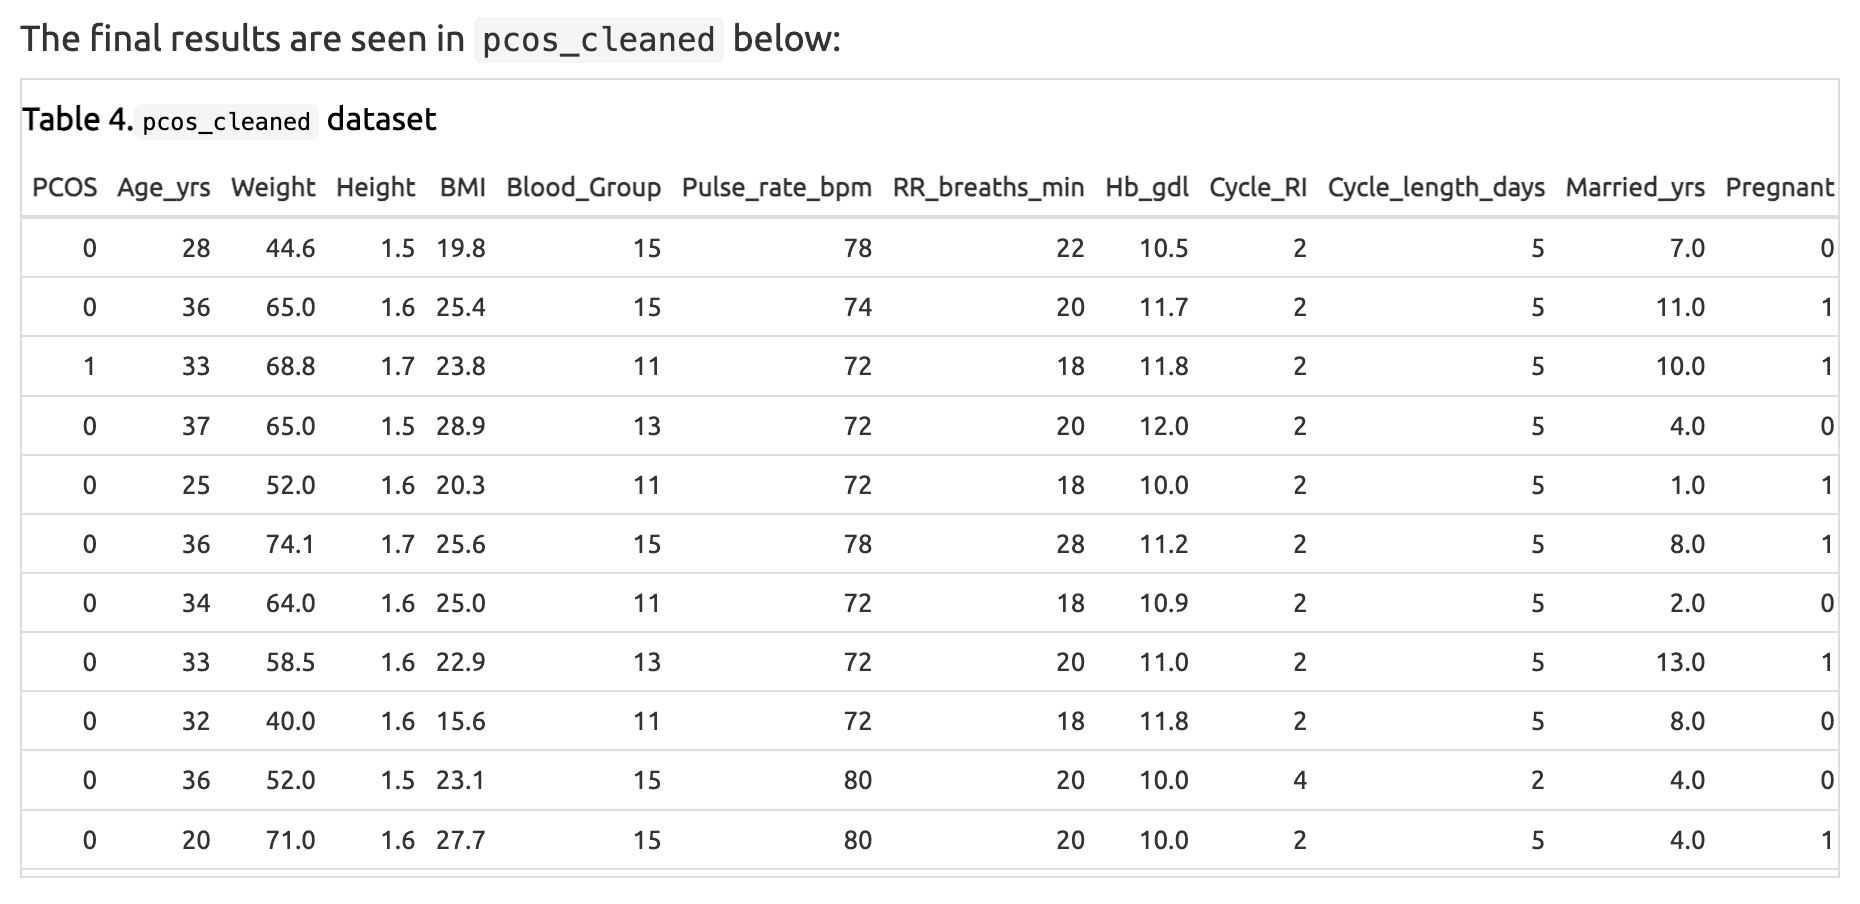 The final results are seen in pcos_cleaned below:
Table 4. pcos_cleaned dataset
PCOS Age_yrs Weight Height BMI Blood_Group Pulse_rate_bpm RR_breaths_min Hb_gdl Cycle_RI Cycle_length_days Married_yrs Pregnant
0 28 44.6 1.5 19.8 15 78 22 10.5 2 5 7.0 0
0 36 65.0 1.6 25.4 15 74 20 11.7 2 5 11.0 1
1 33 68.8 1.7 23.8 11 72 18 11.8 2 5 10.0 1
0 37 65.0 1.5 28.9 13 72 20 12.0 2 5 4.0 0
0 25 52.0 1.6 20.3 11 72 18 10.0 2 5 1.0 1
0 36 74.1 1.7 25.6 15 78 28 11.2 2 5 8.0 1
0 34 64.0 1.6 25.0 11 72 18 10.9 2 5 2.0 0
0 33 58.5 1.6 22.9 13 72 20 11.0 2 5 13.0 1
0 32 40.0 1.6 15.6 11 72 18 11.8 2 5 8.0 0
0 36 52.0 1.5 23.1 15 80 20 10.0 4 2 4.0 0
0 20 71.0 1.6 27.7 15 80 20 10.0 2 5 4.0 1